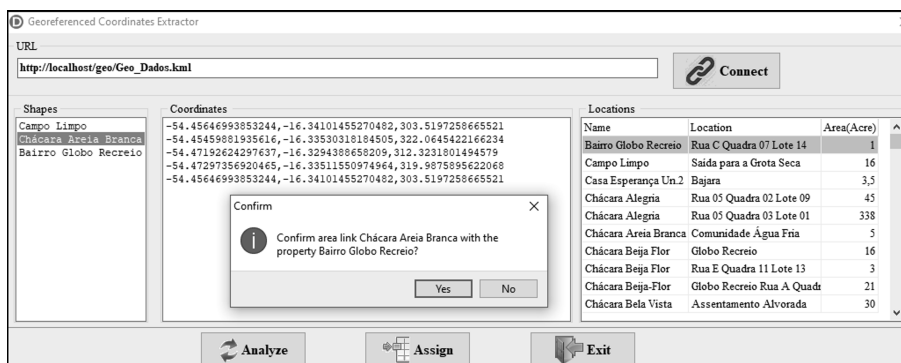 Georeferenced Coordinates Extractor
URL
http://localhost/geo/Geo_Dados.kml
Connect
Shapes
Campo Limpo
Chácara Areia Branca
Bairro Globo Recreio
Coordinates
-54.45646993853244,-16.34101455270482,303.5197258665521
-54.45459881935616,-16.33530318184505,322.0645422166234
-54.47192624297637,-16.3294388658209,312.3231801494579
-54.47297356920465,-16.33511550974964,319.9875895622068
-54.45646993853244,-16.34101455270482,303.5197258665521
Confirm
Confirm area link Chácara Areia Branca with the
property Bairro Globo Recreio?
Yes No
Locations
Name Location Area(Acre)
Bairro Globo Recreio Rua C Quadra 07 Lote 14 1
Campo Limpo Saida para a Grota Seca 16
Casa Esperança Un.2 Bajara 3,5
Chácara Alegria Rua 05 Quadra 02 Lote 09 45
Chácara Alegria Rua 05 Quadra 03 Lote 01 338
Chácara Areia Branca Comunidade Água Fria 5
Chácara Beija Flor Globo Recreio 16
Chácara Beija Flor Rua E Quadra 11 Lote 13 3
Chácara Beija-Flor Globo Recreio Rua A Quadr 21
Chácara Bela Vista Assentamento Alvorada 30
Analyze Assign Exit